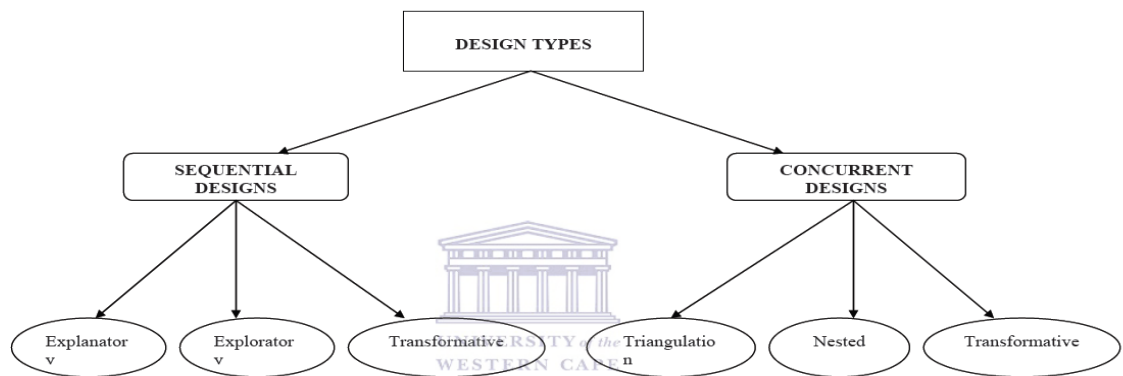 DESIGN TYPES
SEQUENTIAL
DESIGNS
CONCURRENT
DESIGNS
Explanator
v
Explorator
v
Transformative
Triangulatio
n
Nested
Transformative
UNIVERSITY of the
WESTERN CAPE